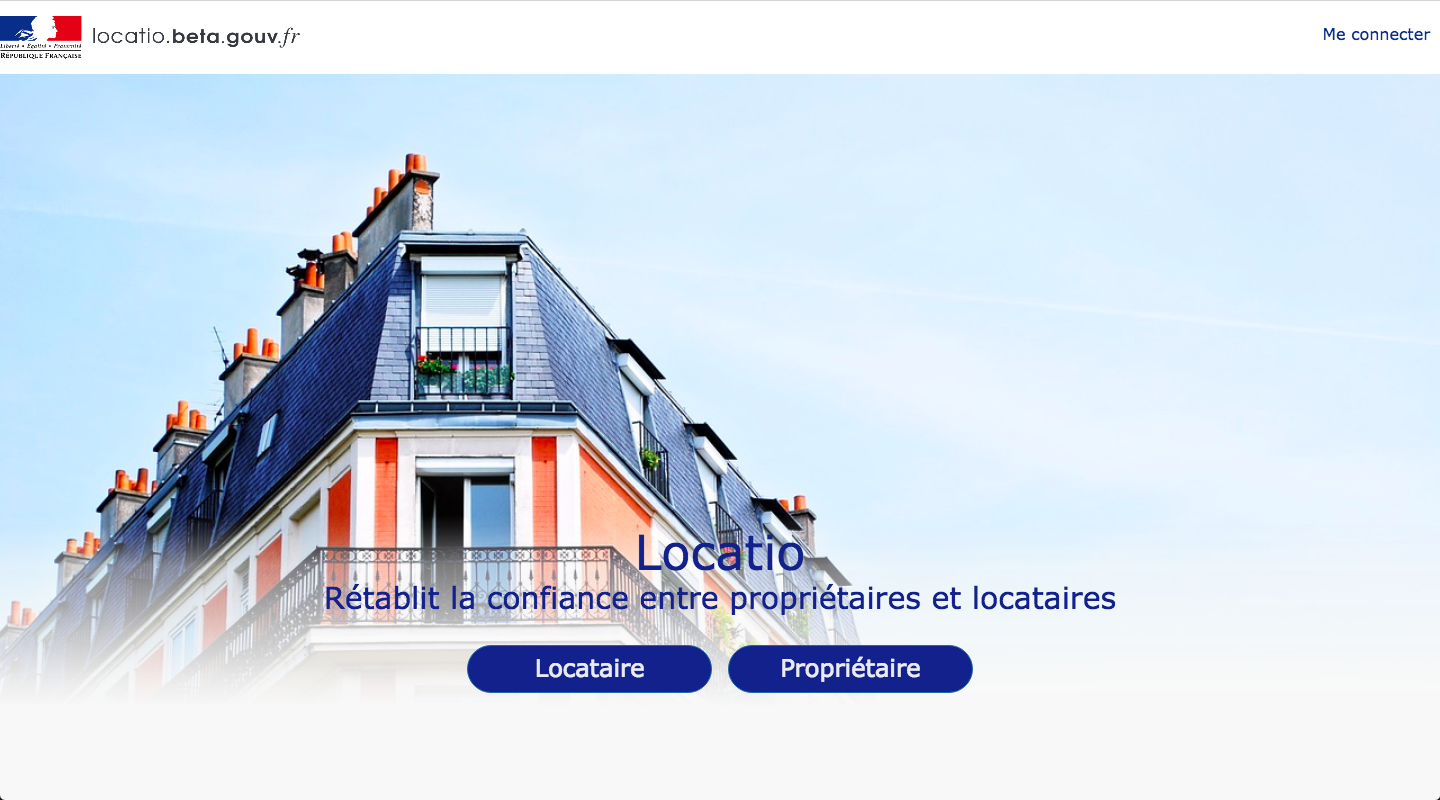 Liberté • Égalité • Fraternité
RÉPUBLIQUE FRANÇAISE
locatio.beta.gouv.fr
Me connecter
Locatio
Rétablit la confiance entre propriétaires et locataires
Locataire
Propriétaire